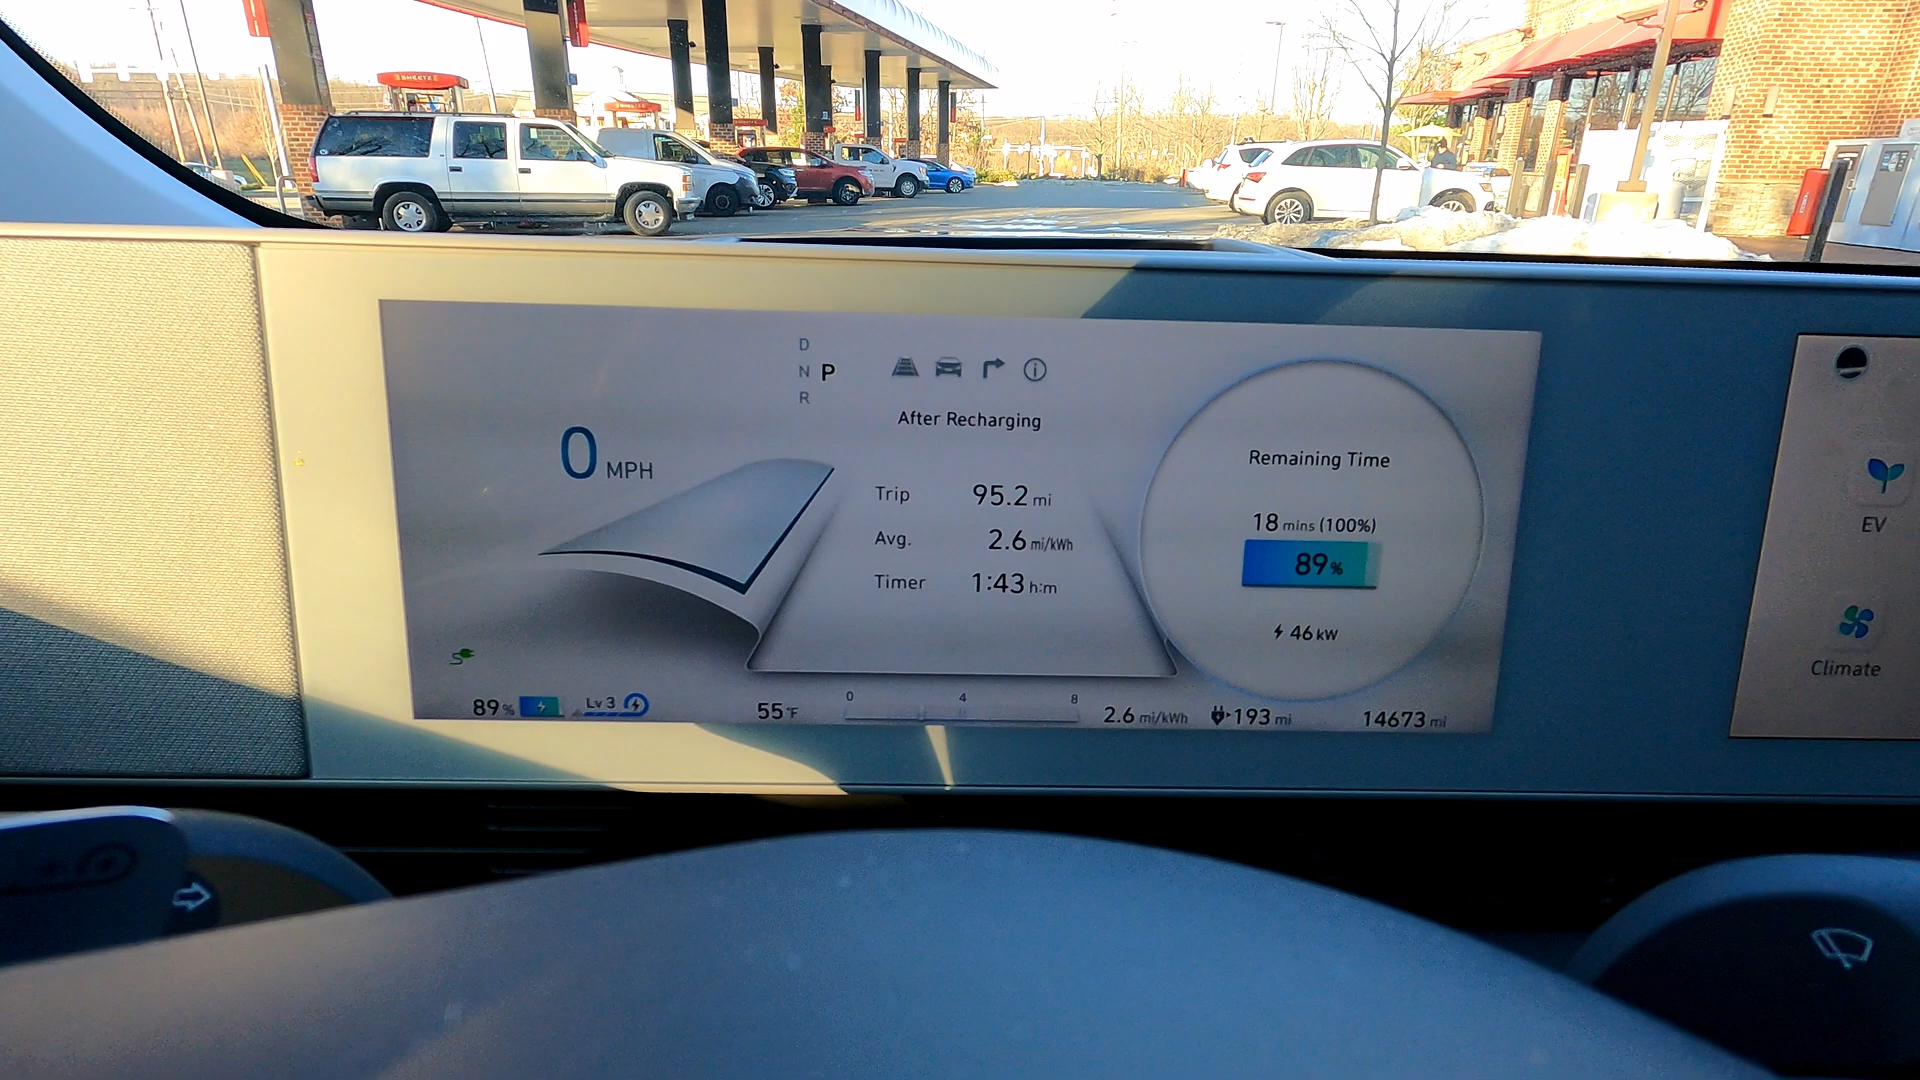 SHEETZ
D
N P
R
After Recharging
0 MPH
Trip 95.2 mi
Avg. 2.6 mi/kWh
Timer 1:43 h:m
Remaining Time
18 mins (100%)
89%
46 kW
89% Lv 3
55°F
0 4 8
2.6 mi/kWh
193 mi
14673 mi
EV
Climate